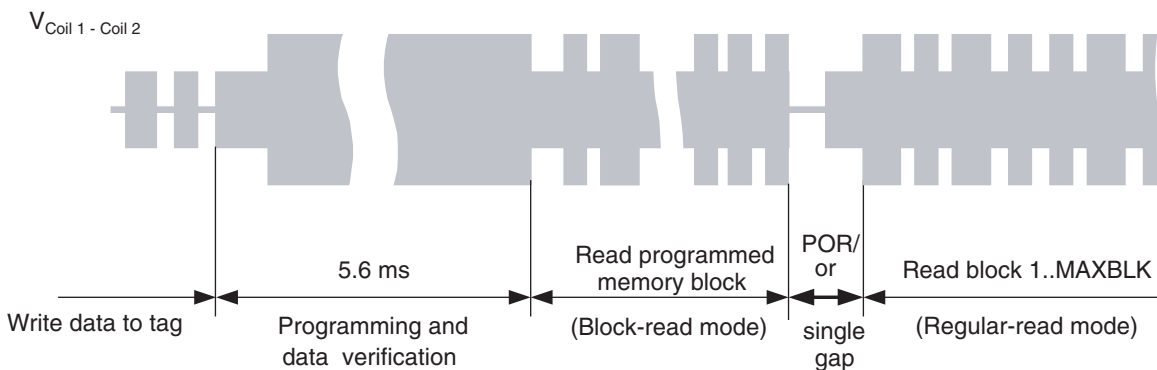 V Coil 1 - Coil 2
5.6 ms
Read programmed
memory block
POR/
or
Read block 1..MAXBLK
Write data to tag
Programming and
data verification
(Block-read mode)
single
gap
(Regular-read mode)